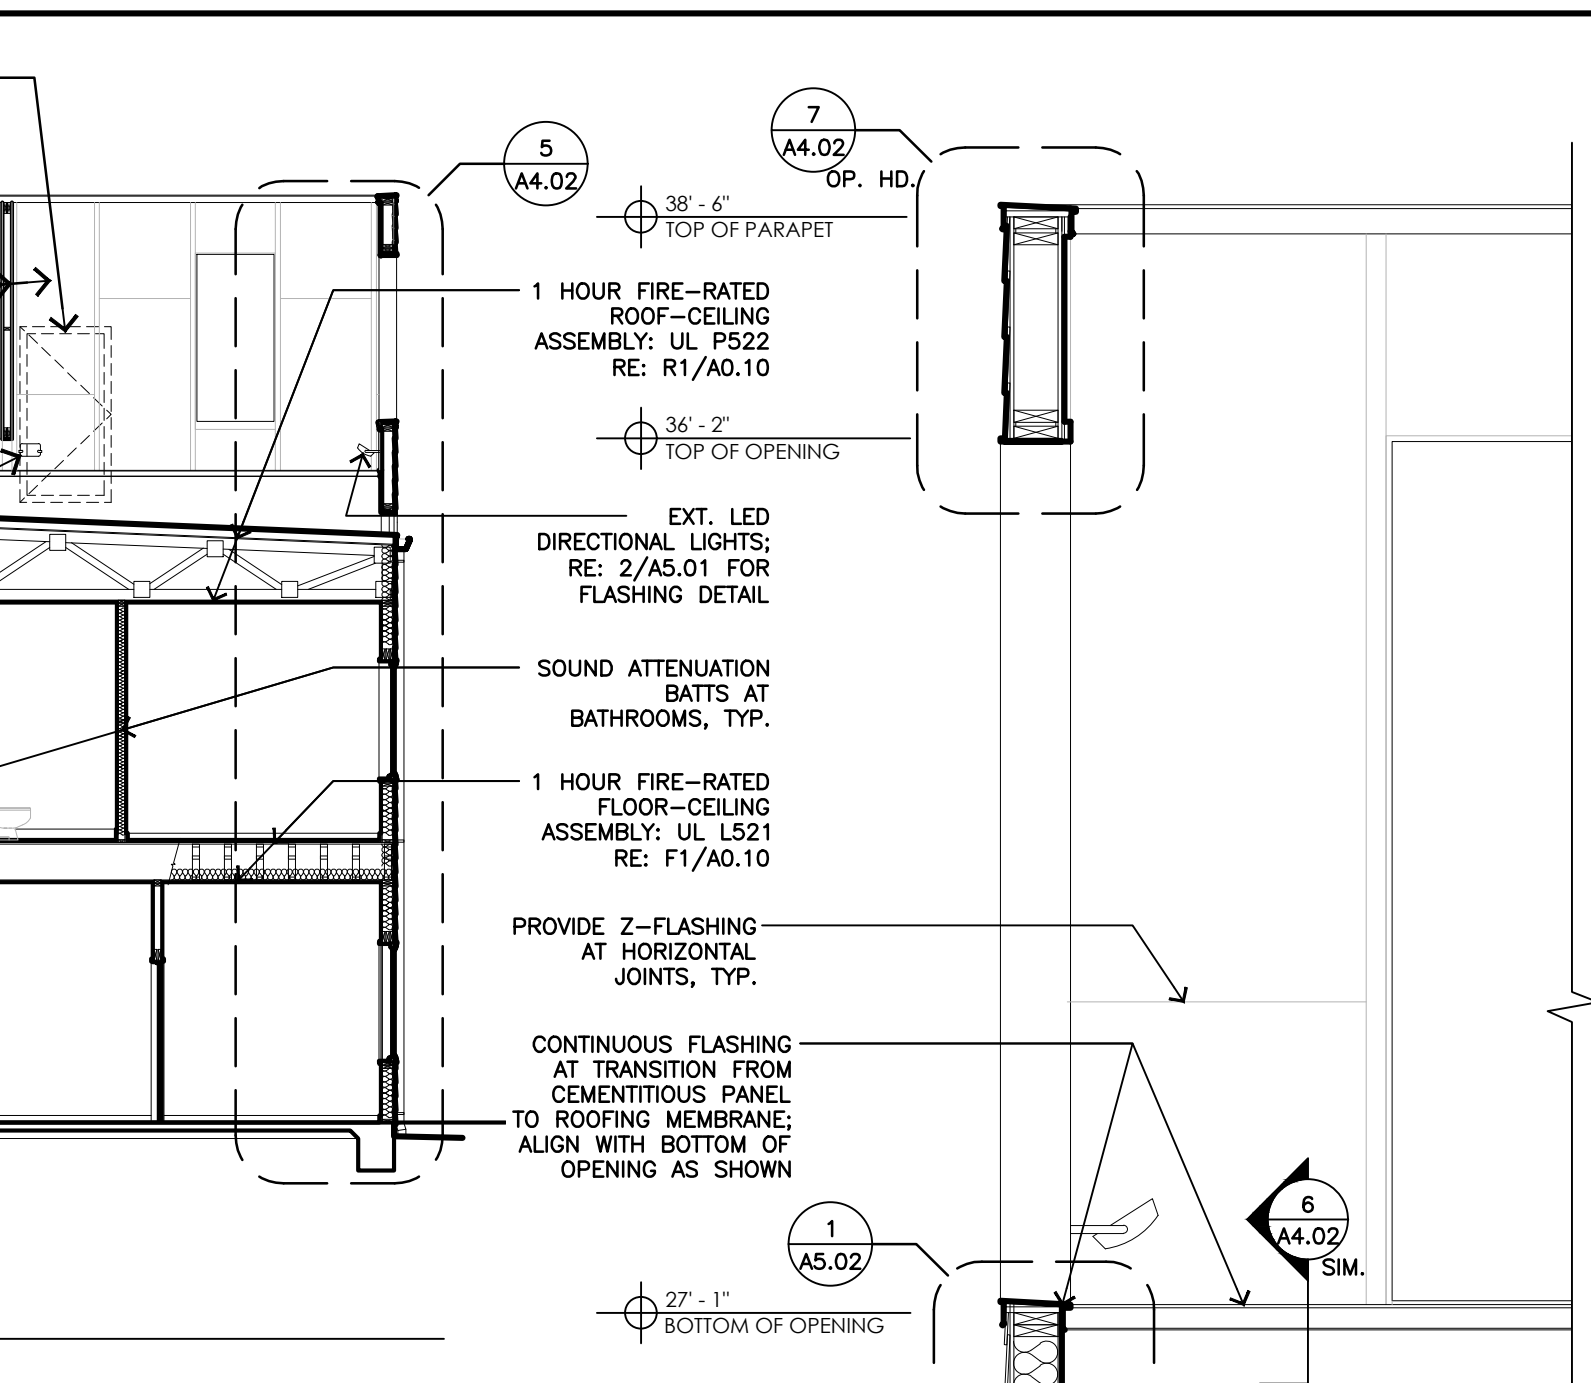 7
A4.02
OP. HD.
5
A4.02
38' - 6"
TOP OF PARAPET
1 HOUR FIRE-RATED
ROOF-CEILING
ASSEMBLY: UL P522
RE: R1/A0.10
36' - 2"
TOP OF OPENING
EXT. LED
DIRECTIONAL LIGHTS;
RE: 2/A5.01 FOR
FLASHING DETAIL
SOUND ATTENUATION
BATTS AT
BATHROOMS, TYP.
1 HOUR FIRE-RATED
FLOOR-CEILING
ASSEMBLY: UL L521
RE: F1/A0.10
PROVIDE Z-FLASHING
AT HORIZONTAL
JOINTS, TYP.
CONTINUOUS FLASHING
AT TRANSITION FROM
CEMENTITIOUS PANEL
TO ROOFING MEMBRANE;
ALIGN WITH BOTTOM OF
OPENING AS SHOWN
6
A4.02
SIM.
1
A5.02
27' - 1"
BOTTOM OF OPENING